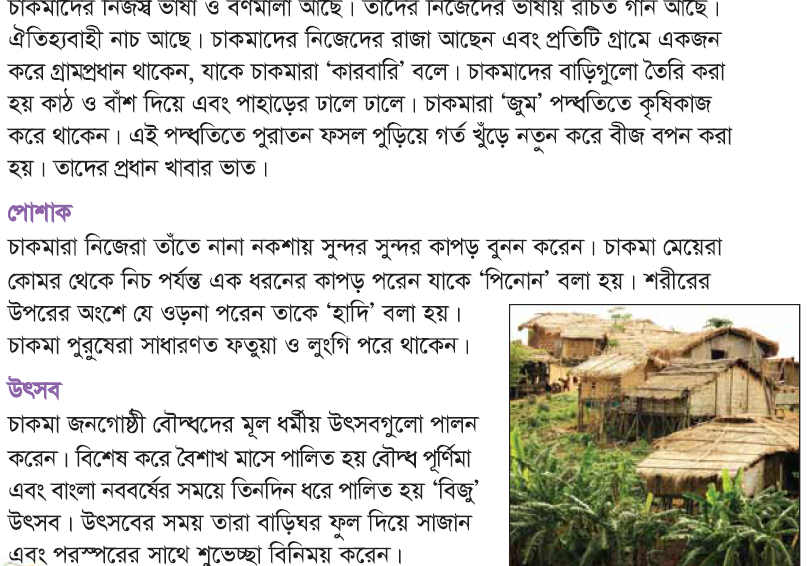 চাকমাদের নিজস্ব ভাষা ও বর্ণমালা আছে। তাদের নিজেদের ভাষায় রচিত গান আছে।
ঐতিহ্যবাহী নাচ আছে। চাকমাদের নিজেদের রাজা আছেন এবং প্রতিটি গ্রামে একজন
করে গ্রামপ্রধান থাকেন, যাকে চাকমারা ‘কারবারি’ বলে। চাকমাদের বাড়িগুলো তৈরি করা
হয় কাঠ ও বাঁশ দিয়ে এবং পাহাড়ের ঢালে ঢালে। চাকমারা ‘জুম’ পদ্ধতিতে কৃষিকাজ
করে থাকেন। এই পদ্ধতিতে পুরাতন ফসল পুড়িয়ে গর্ত খুঁড়ে নতুন করে বীজ বপন করা
হয়। তাদের প্রধান খাবার ভাত।
পোশাক
চাকমারা নিজেরা তাঁতে নানা নকশায় সুন্দর সুন্দর কাপড় বুনন করেন। চাকমা মেয়েরা
কোমর থেকে নিচ পর্যন্ত এক ধরনের কাপড় পরেন যাকে ‘পিনোন’ বলা হয়। শরীরের
উপরের অংশে যে ওড়না পরেন তাকে ‘হাদি’ বলা হয়।
চাকমা পুরুষেরা সাধারণত ফতুয়া ও লুংগি পরে থাকেন।
উৎসব
চাকমা জনগোষ্ঠী বৌদ্ধদের মূল ধর্মীয় উৎসবগুলো পালন
করেন। বিশেষ করে বৈশাখ মাসে পালিত হয় বৌদ্ধ পূর্ণিমা
এবং বাংলা নববর্ষের সময়ে তিনদিন ধরে পালিত হয় ‘বিজু’
উৎসব। উৎসবের সময় তারা বাড়িঘর ফুল দিয়ে সাজান
এবং পরস্পরের সাথে শুভেচ্ছা বিনিময় করেন।